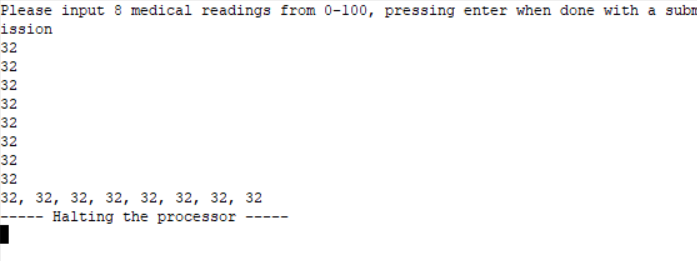 Please input 8 medical readings from 0-100, pressing enter when done with a subm
ission
32
32
32
32
32
32
32
32
32, 32, 32, 32, 32, 32, 32, 32
----- Halting the processor -----